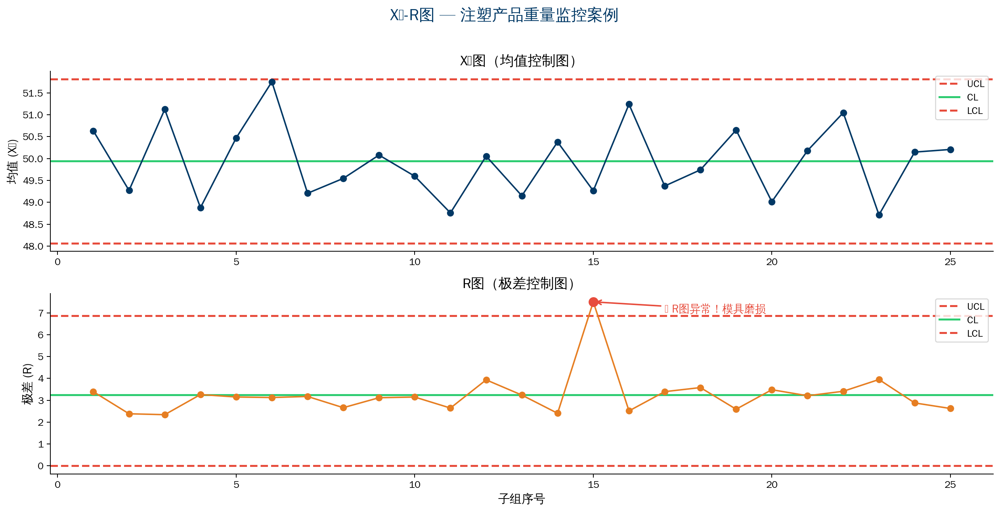 X▯-R图 — 注塑产品重量监控案例
X▯图（均值控制图）
均值 (X▯)
51.5
51.0
50.5
50.0
49.5
49.0
48.5
48.0
UCL
CL
LCL
0 5 10 15 20 25
R图（极差控制图）
极差 (R)
7
6
5
4
3
2
1
0
▯ R图异常！模具磨损
UCL
CL
LCL
0 5 10 15 20 25
子组序号